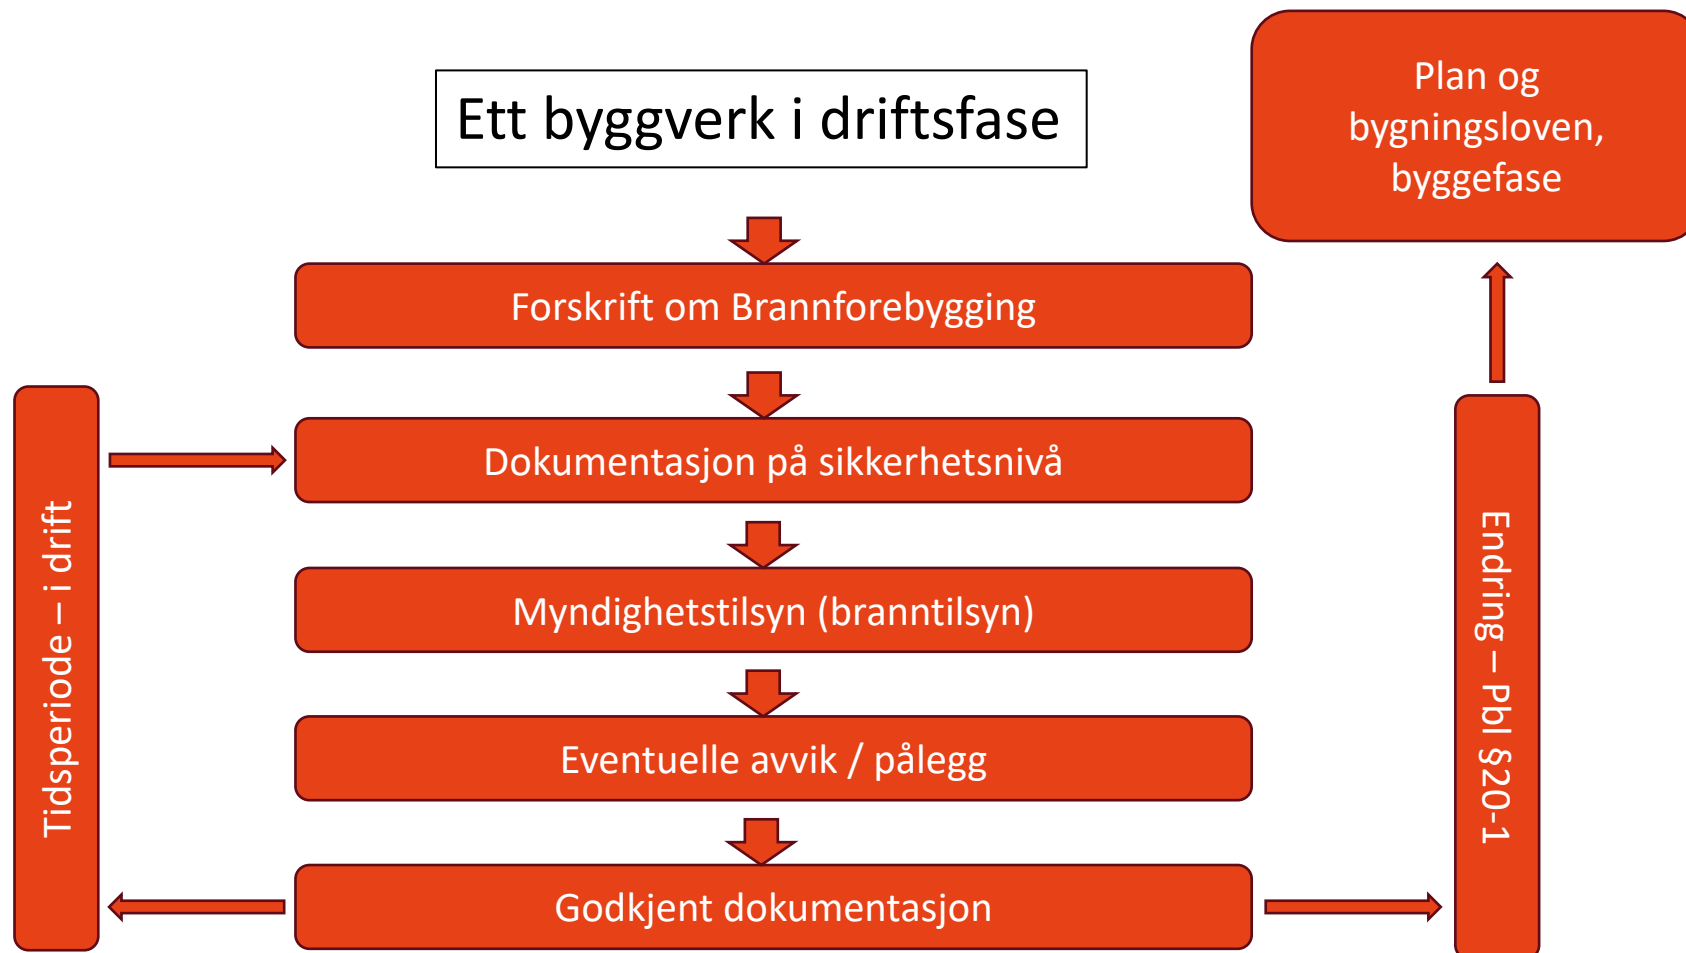 Ett byggverk i driftsfase
Plan og
bygningsloven,
byggefase
Forskrift om Brannforebygging
Dokumentasjon på sikkerhetsnivå
Myndighetstilsyn (branntilsyn)
Eventuelle avvik / pålegg
Godkjent dokumentasjon
Tidsperiode – i drift
Endring – Pbl §20-1